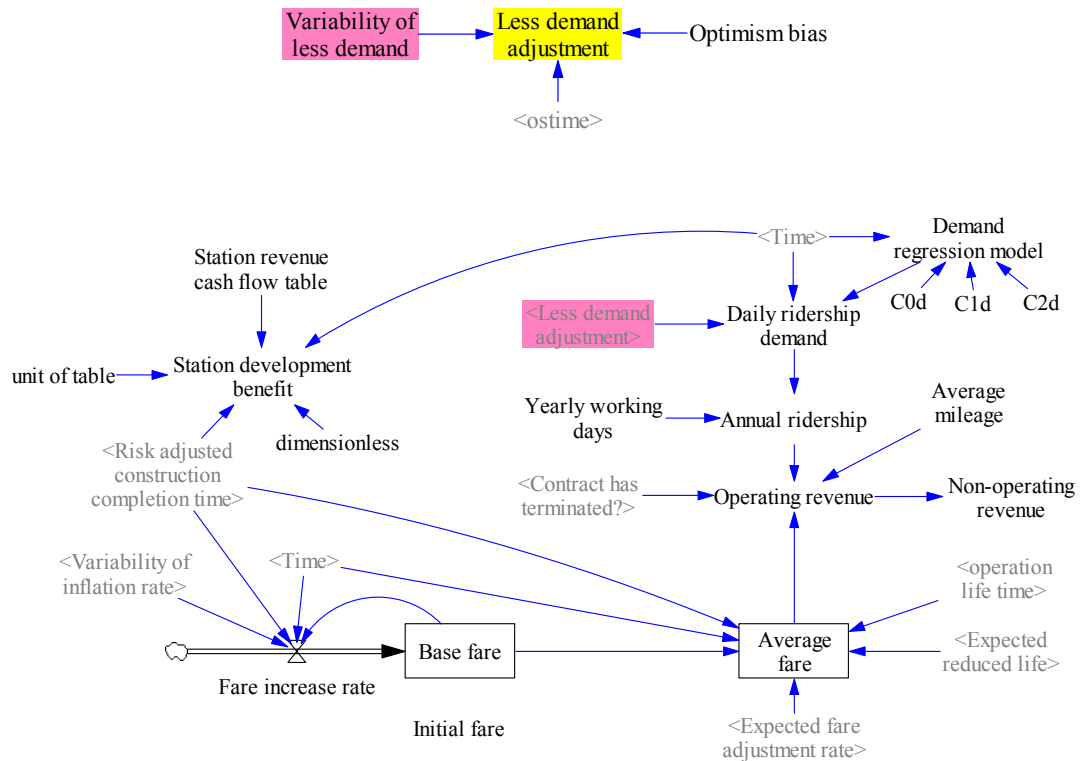 Variability of
less demand
Less demand
adjustment
Optimism bias
<ostime>
Station revenue
cash flow table
<Time>
Demand
regression model
C0d
C1d
C2d
<Less demand
adjustment>
Daily ridership
demand
unit of table
Station development
benefit
dimensionless
Yearly working
days
Annual ridership
Average
mileage
<Risk adjusted
construction
completion time>
<Contract has
terminated?>
Operating revenue
Non-operating
revenue
<Variability of
inflation rate>
<Time>
<operation
life time>
Base fare
Average
fare
<Expected
reduced life>
Fare increase rate
Initial fare
<Expected fare
adjustment rate>